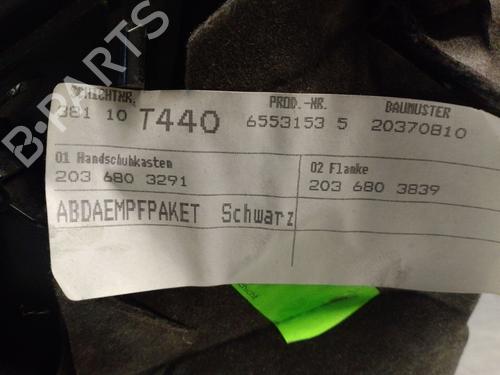 B-PARTS
SCHICHTNR. PROD.-NR. BAUMUSTER
381 10 T440 6553153 5 20370810
01 Handschuhkasten 02 Flanke
203 680 3291 203 680 3839
ABDAEMPFPAKET Schwarz